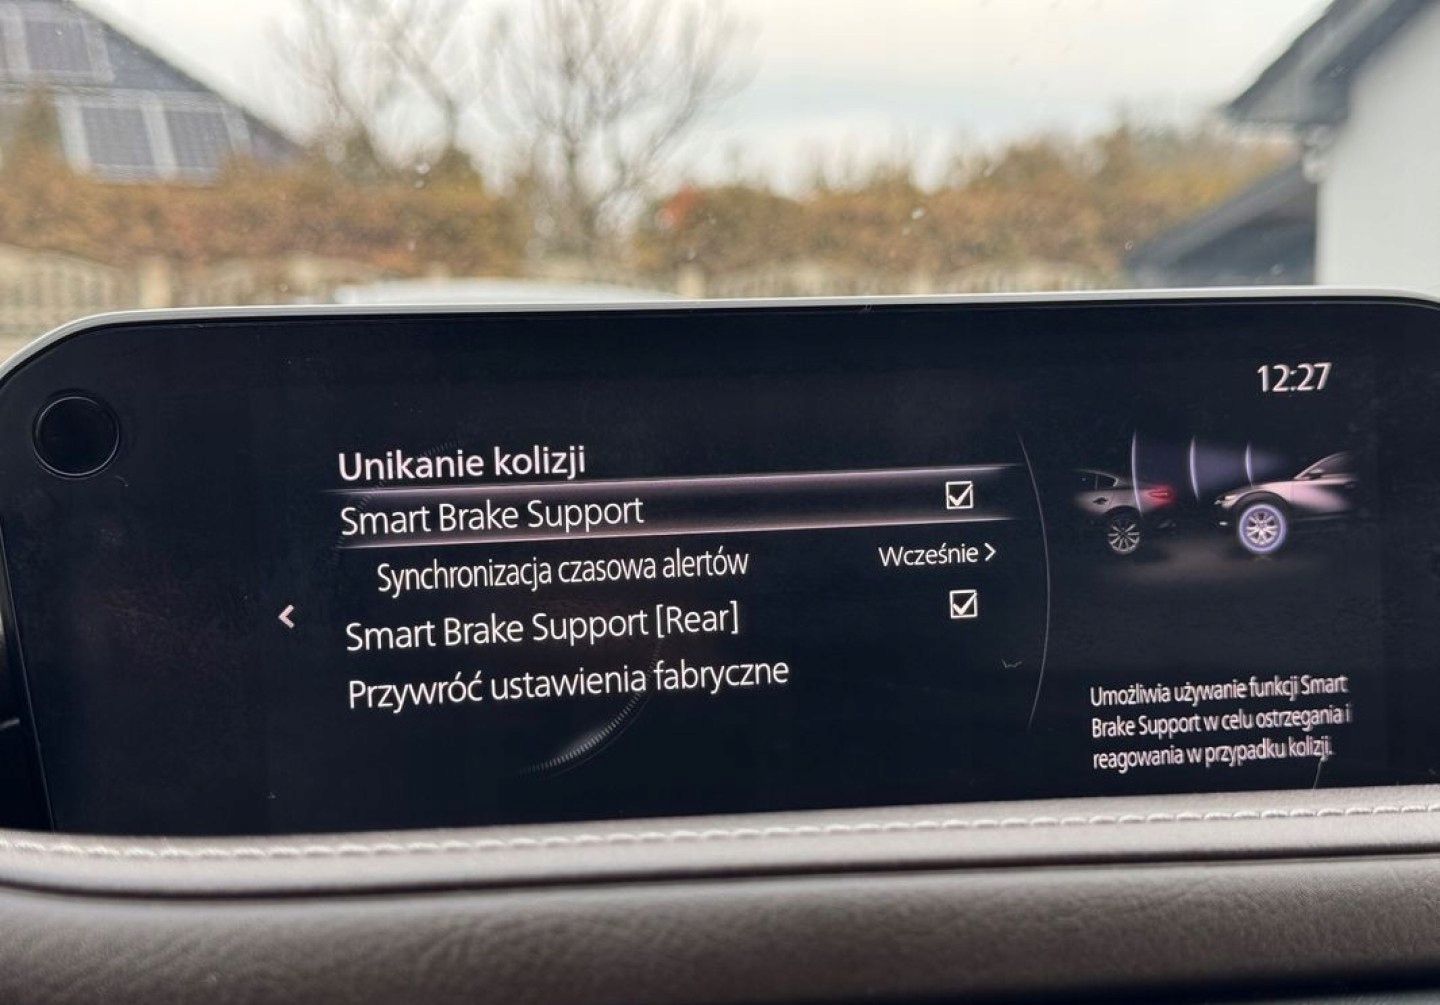 12:27
Unikanie kolizji
Smart Brake Support
Synchronizacja czasowa alertów Wcześnie >
Smart Brake Support [Rear]
Przywróć ustawienia fabryczne
Umożliwia używanie funkcji Smart
Brake Support w celu ostrzegania i
reagowania w przypadku kolizji.